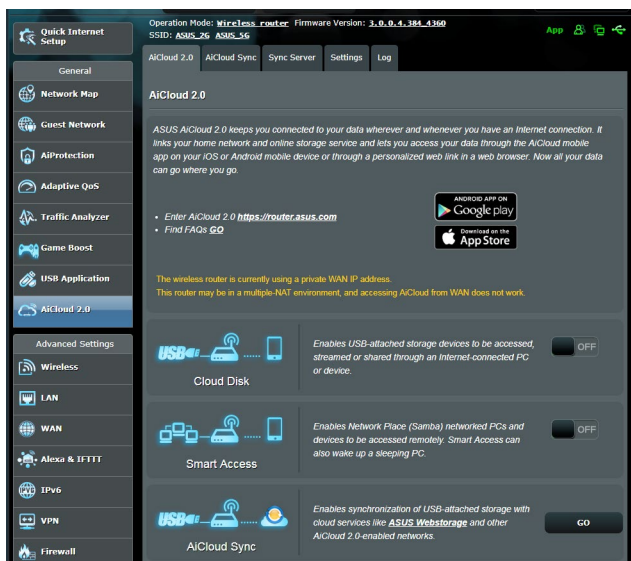 Quick Internet
Setup
Operation Mode: Wireless router Firmware Version: 3.0.0.4.384_4360
SSID: ASUS_2G ASUS_5G
App
General
Network Map
Guest Network
AiProtection
Adaptive QoS
Traffic Analyzer
Game Boost
USB Application
AiCloud 2.0
Advanced Settings
Wireless
LAN
WAN
Alexa & IFTTT
IPv6
VPN
Firewall
AiCloud 2.0 AiCloud Sync Sync Server Settings Log
AiCloud 2.0
ASUS AiCloud 2.0 keeps you connected to your data wherever and whenever you have an Internet connection. It
links your home network and online storage service and lets you access your data through the AiCloud mobile
app on your iOS or Android mobile device or through a personalized web link in a web browser. Now all your data
can go where you go.
• Enter AiCloud 2.0 https://router.asus.com
• Find FAQs GO
ANDROID APP ON
Google play
Download on the
App Store
The wireless router is currently using a private WAN IP address.
This router may be in a multiple-NAT environment, and accessing AiCloud from WAN does not work.
USB
Cloud Disk
Enables USB-attached storage devices to be accessed,
streamed or shared through an Internet-connected PC
or device.
OFF
Smart Access
Enables Network Place (Samba) networked PCs and
devices to be accessed remotely. Smart Access can
also wake up a sleeping PC.
OFF
USB
AiCloud Sync
Enables synchronization of USB-attached storage with
cloud services like ASUS Webstorage and other
AiCloud 2.0-enabled networks.
GO